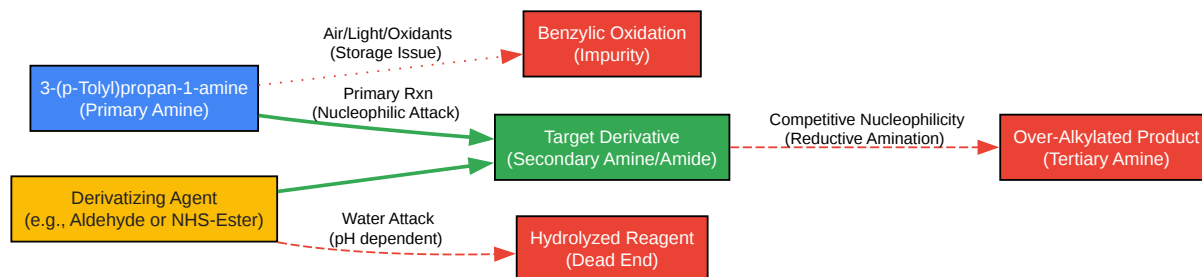 Air/Light/Oxidants
(Storage Issue)
Benzylic Oxidation
(Impurity)
3-(p-Tolyl)propan-1-amine
(Primary Amine)
Primary Rxn
(Nucleophilic Attack)
Target Derivative
(Secondary Amine/Amide)
Competitive Nucleophilicity
(Reductive Amination)
Over-Alkylated Product
(Tertiary Amine)
Derivatizing Agent
(e.g., Aldehyde or NHS-Ester)
Water Attack
(pH dependent)
Hydrolyzed Reagent
(Dead End)